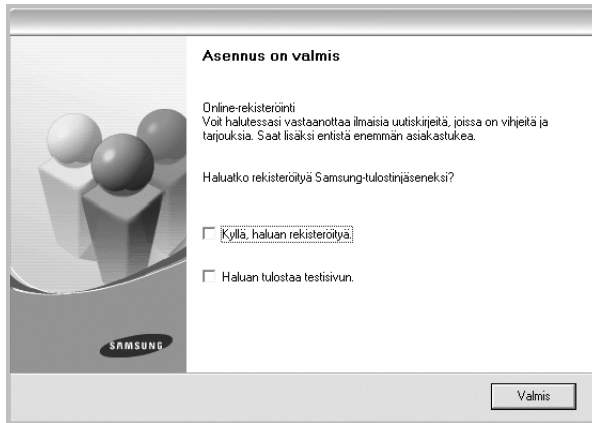 Asennus on valmis
Online-rekisteröinti
Voit halutessasi vastaanottaa ilmaisia uutiskirjeitä, joissa on vihjeitä ja
tarjouksia. Saat lisäksi entistä enemmän asiakastukea.
Haluatko rekisteröityä Samsung-tulostinjäseneksi?
Kyllä, haluan rekisteröityä.
Haluan tulostaa testisivun.
SAMSUNG
Valmis